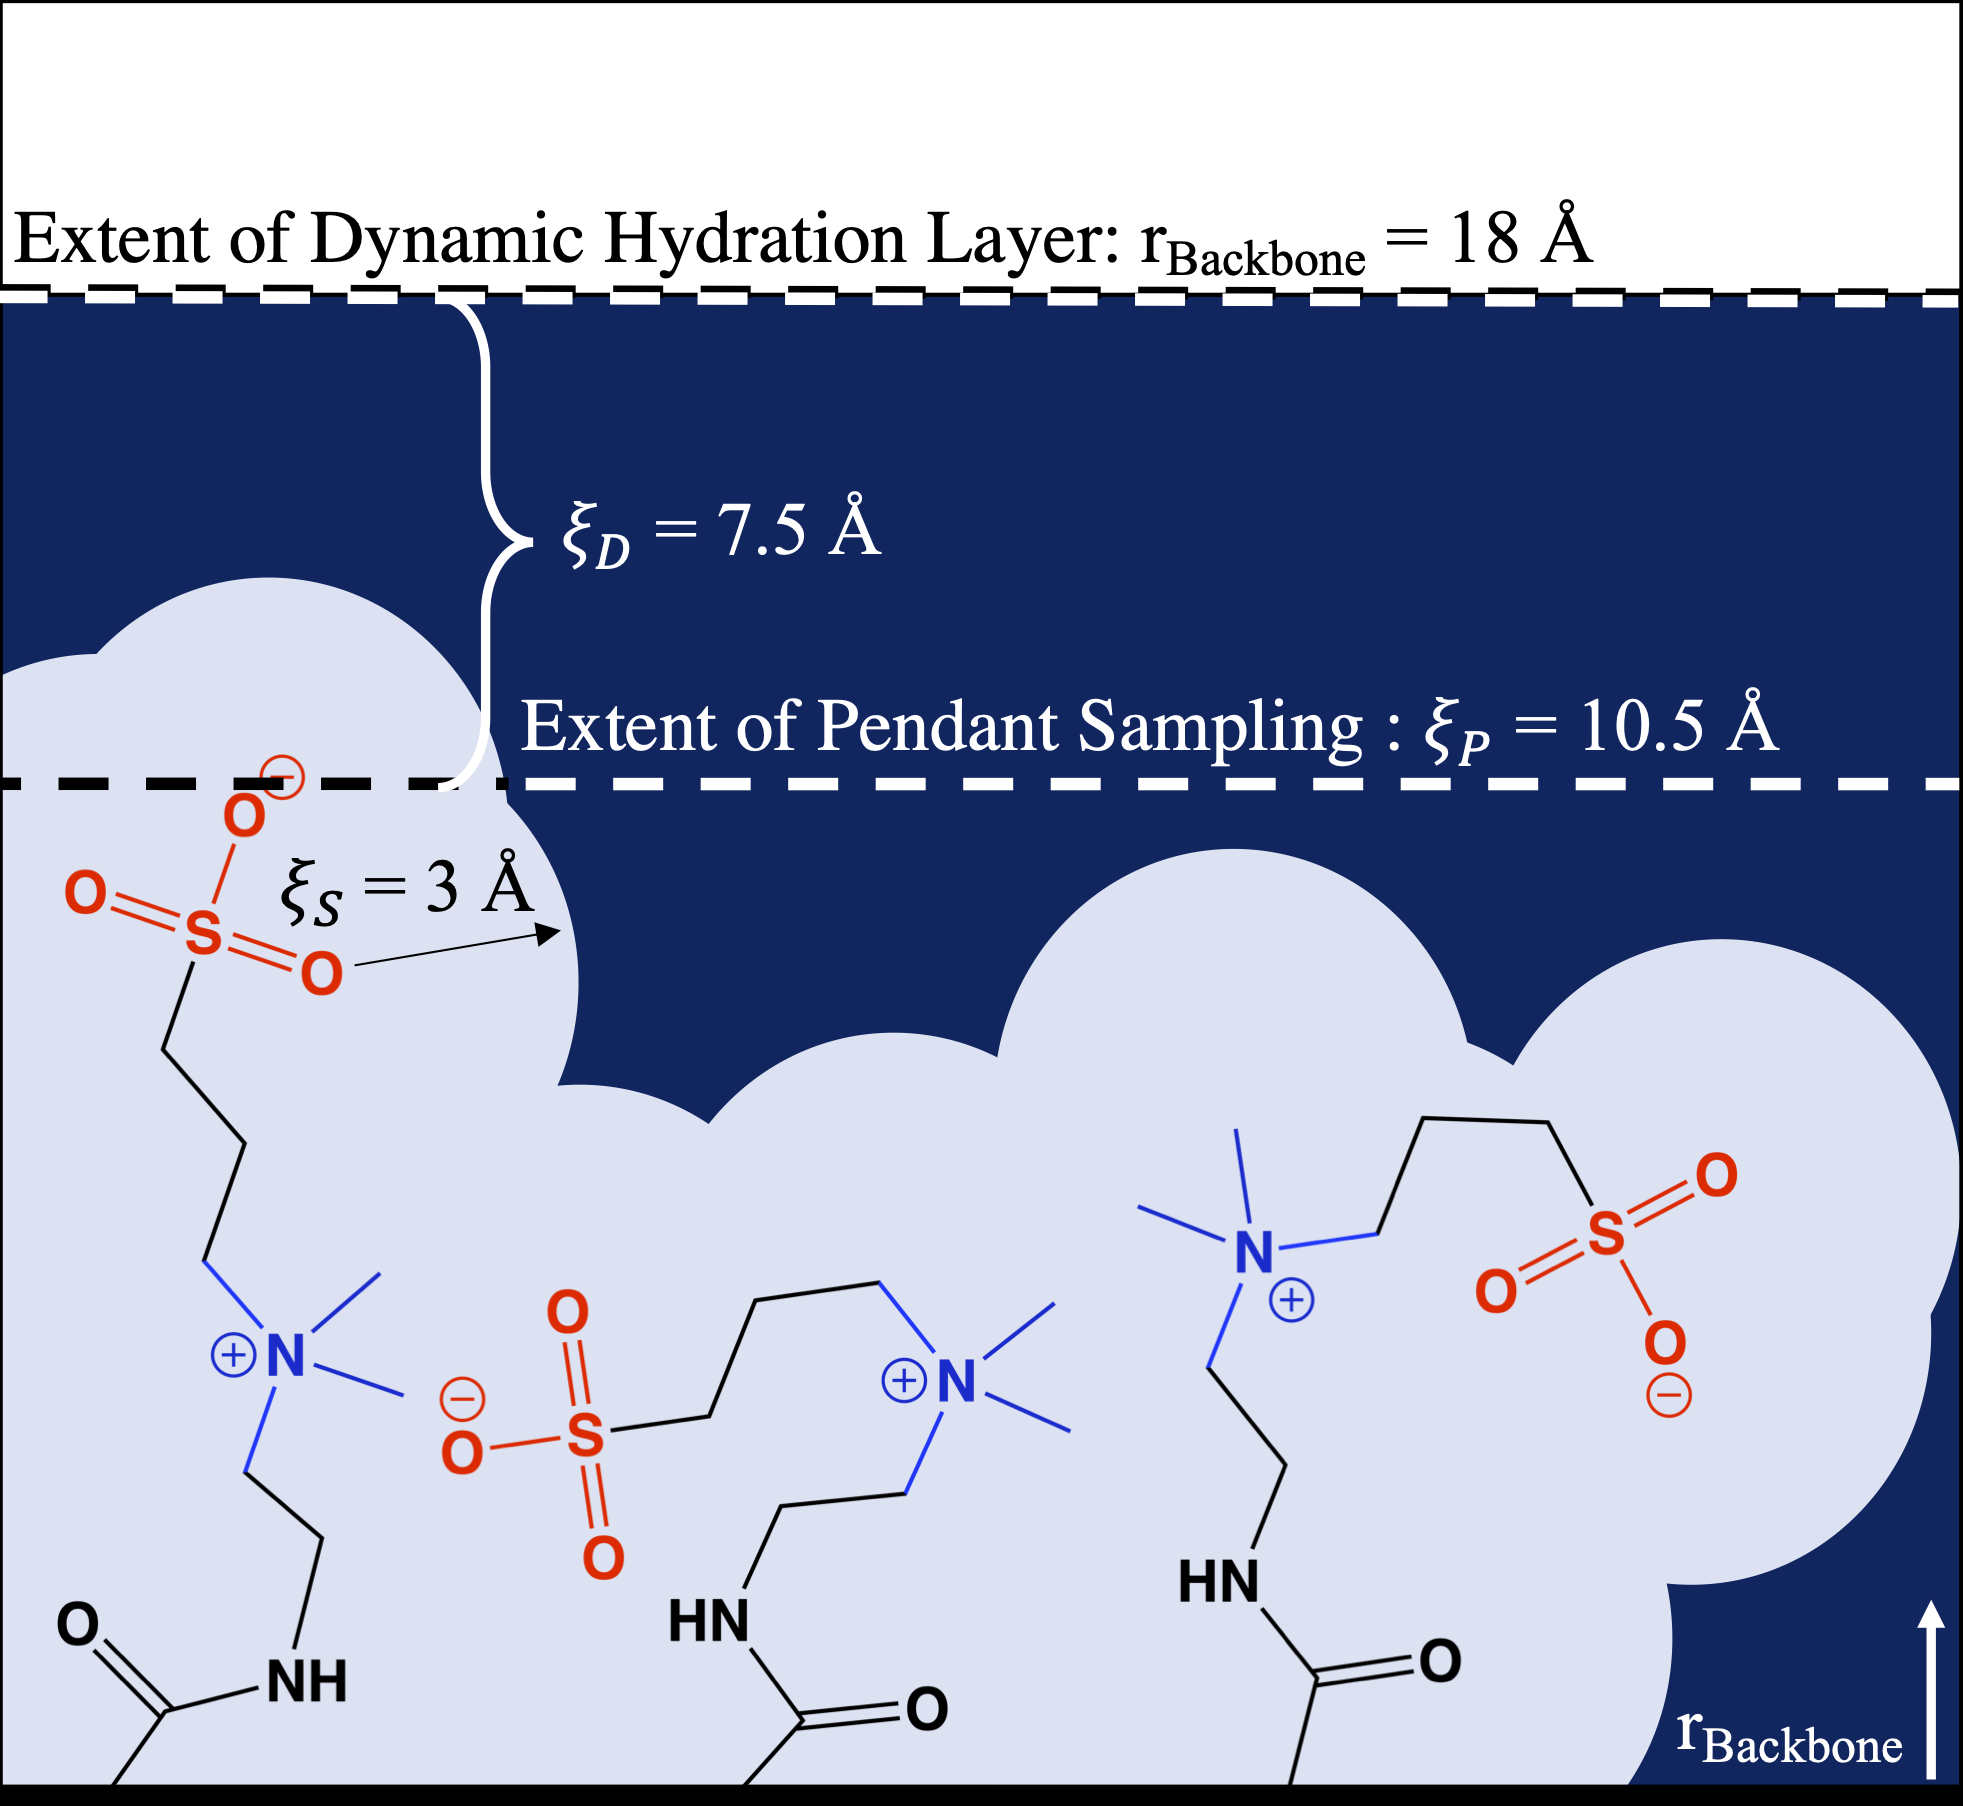 Extent of Dynamic Hydration Layer: rBackbone = 18 Å
ξD = 7.5 Å
Extent of Pendant Sampling : ξP = 10.5 Å
⊖
O
ξS = 3 Å
O
S
O
O
S
O
N
⊕
O
O
⊕ N
O
⊕ N
⊖
O
S
⊖
O
O
HN
HN
O
O
NH
O
rBackbone